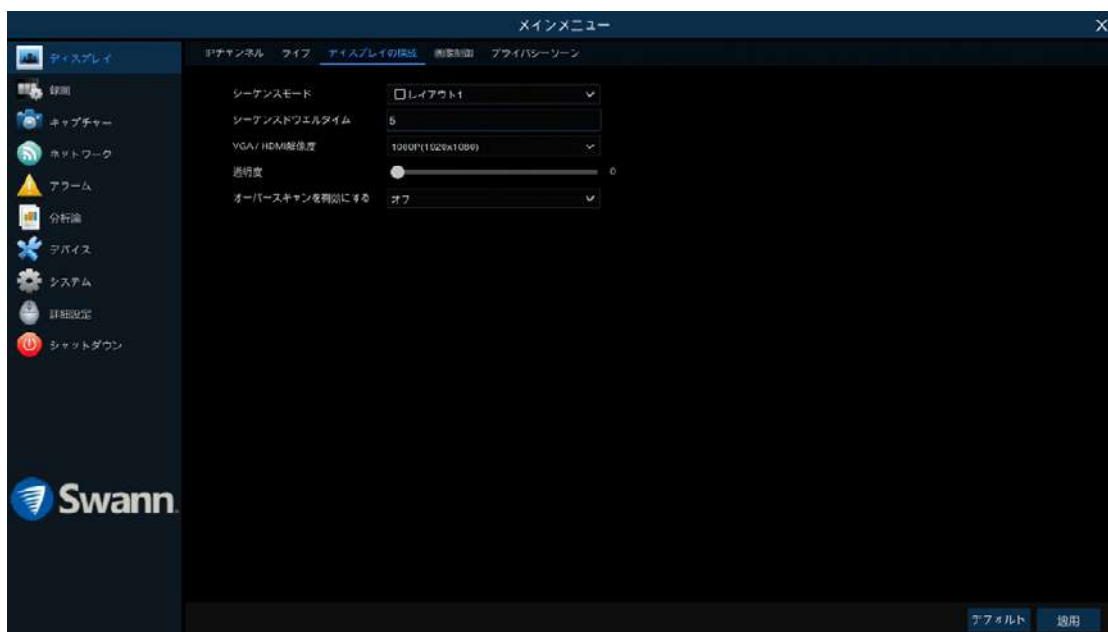 メインメニュー X
ディスプレイ
録画
キャプチャー
ネットワーク
アラーム
分析論
デバイス
システム
詳細設定
シャットダウン
Swann
IPチャンネル ライブ ディスプレイの構成 画像制御 プライバシーゾーン
シーケンスモード レイアウト1
シーケンスドウエルタイム 5
VGA / HDMI解像度 1080P(1920x1080)
透明度 0
オーバースキャンを有効にする オフ
デフォルト 適用